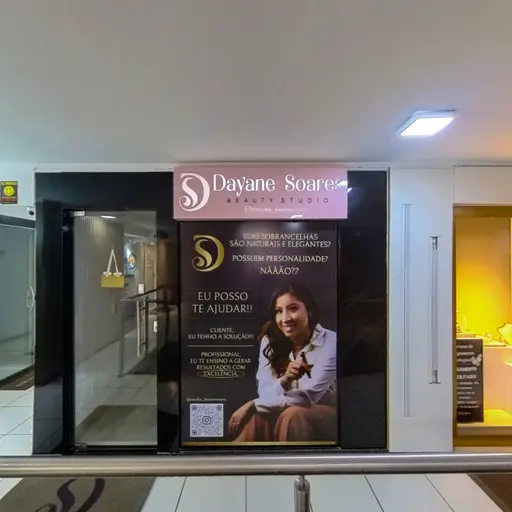 Dayane Soares
BEAUTY STUDIO
SUAS SOBRANCELHAS
SÃO NATURAIS E ELEGANTES?
POSSUEM PERSONALIDADE?
NÃÃÃO??
EU POSSO
TE AJUDAR!!
CLIENTE,
EU TENHO A SOLUÇÃO!!!
PROFISSIONAL,
EU TE ENSINO A GERAR
RESULTADOS COM
EXCELÊNCIA.